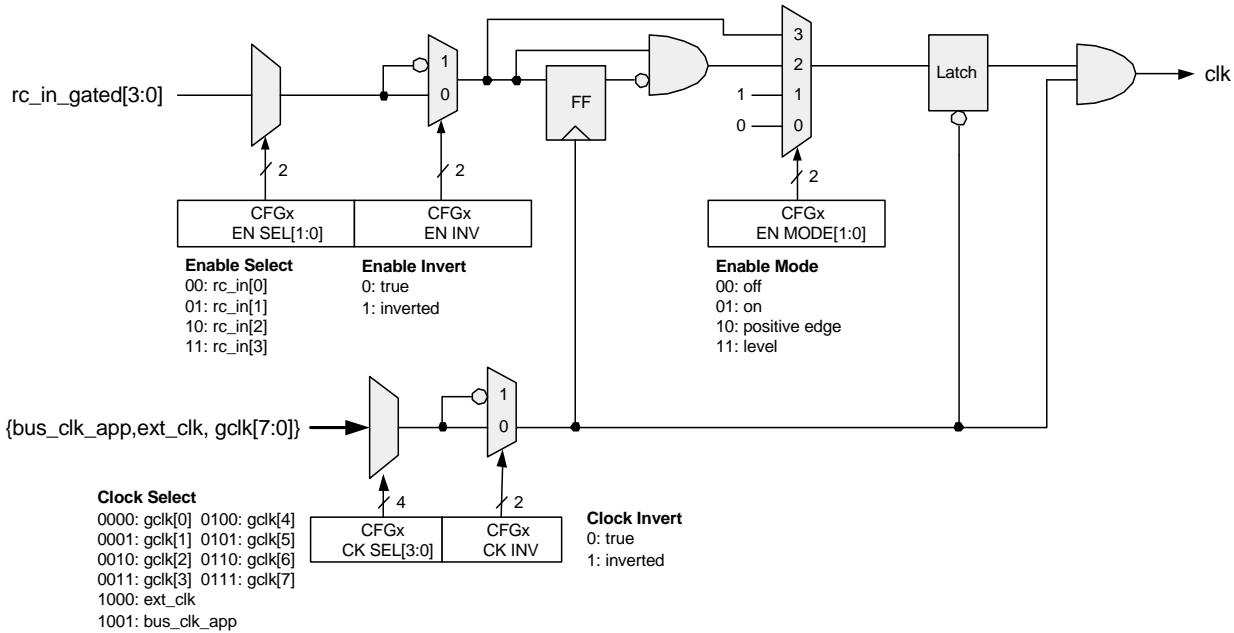 3
2
1 1
0 0
1
0
rc_in_gated[3:0]
FF
Latch
clk
2
2
2
CFGx
EN SEL[1:0]
CFGx
EN INV
CFGx
EN MODE[1:0]
Enable Select
00: rc_in[0]
01: rc_in[1]
10: rc_in[2]
11: rc_in[3]
Enable Invert
0: true
1: inverted
Enable Mode
00: off
01: on
10: positive edge
11: level
{bus_clk_app,ext_clk, gclk[7:0]}
1
0
4
2
CFGx
CK SEL[3:0]
CFGx
CK INV
Clock Select
0000: gclk[0] 0100: gclk[4]
0001: gclk[1] 0101: gclk[5]
0010: gclk[2] 0110: gclk[6]
0011: gclk[3] 0111: gclk[7]
1000: ext_clk
1001: bus_clk_app
Clock Invert
0: true
1: inverted